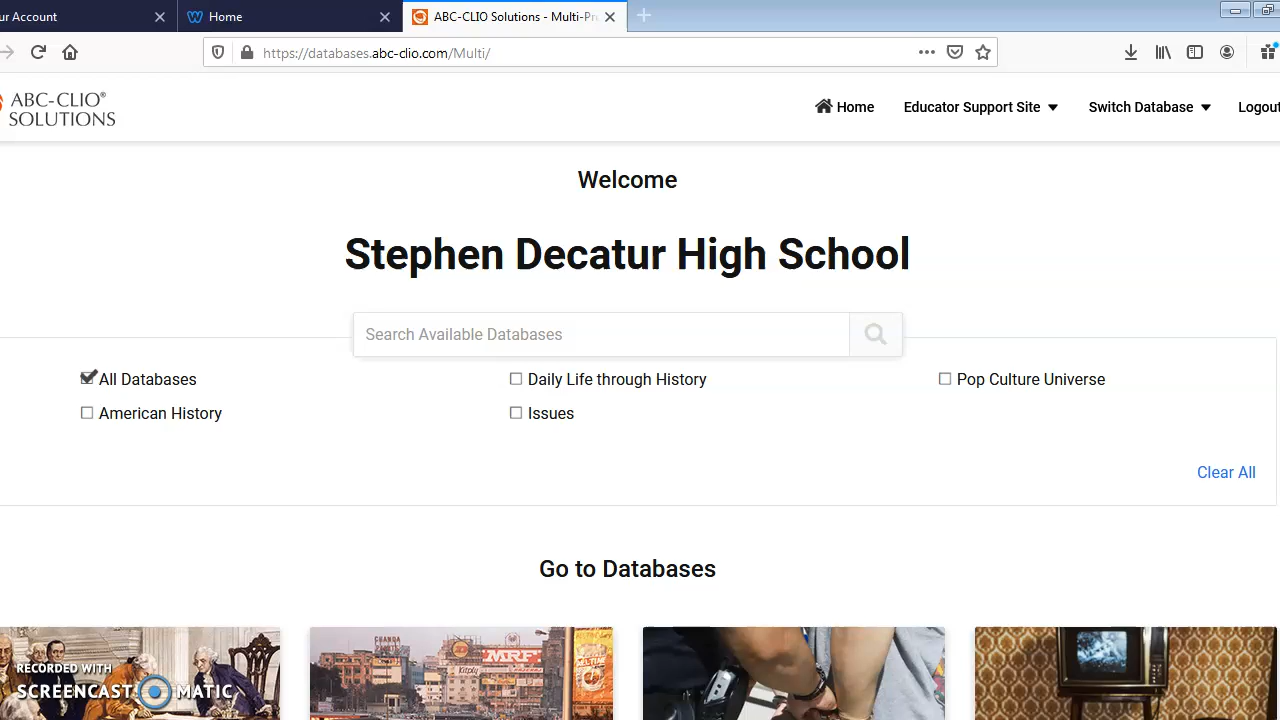 ur Account
Home
ABC-CLIO Solutions - Multi-Pr
https://databases.abc-clio.com/Multi/
ABC-CLIO®
SOLUTIONS
Home
Educator Support Site
Switch Database
Logout
Welcome
Stephen Decatur High School
Search Available Databases
All Databases
Daily Life through History
Pop Culture Universe
American History
Issues
Clear All
Go to Databases
CHANDA
MRF
RECORDED WITH
SCREENCAST MATIC